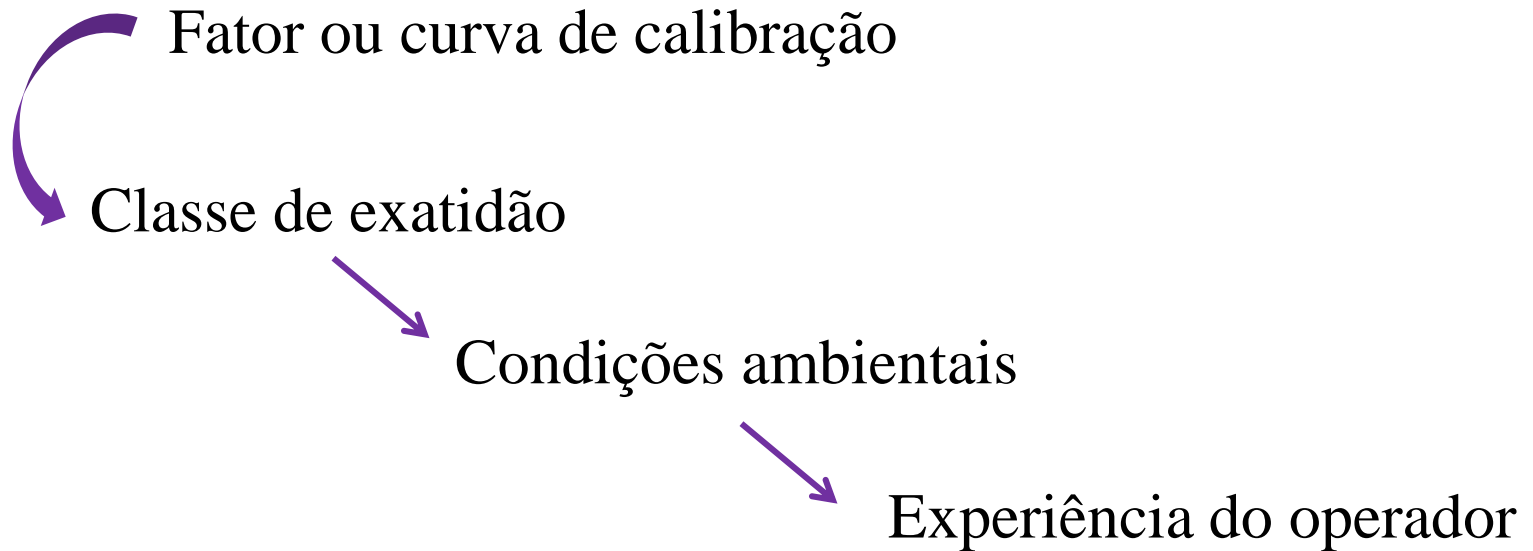 Fator ou curva de calibração
Classe de exatidão
Condições ambientais
Experiência do operador